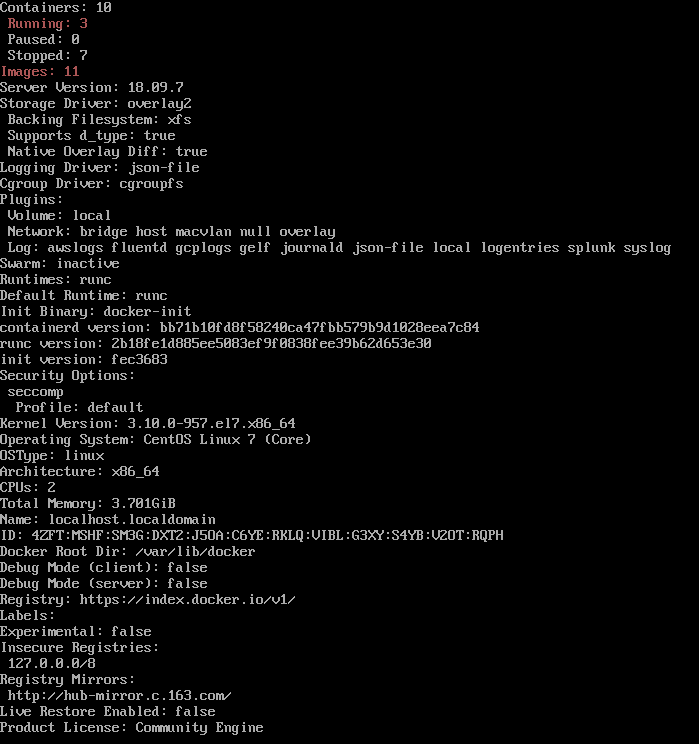 Containers: 10
 Running: 3
 Paused: 0
 Stopped: 7
Images: 11
Server Version: 18.09.7
Storage Driver: overlay2
 Backing Filesystem: xfs
 Supports d_type: true
 Native Overlay Diff: true
Logging Driver: json-file
Cgroup Driver: cgroupfs
Plugins:
 Volume: local
 Network: bridge host macvlan null overlay
 Log: awslogs fluentd gcplogs gelf journald json-file local logentries splunk syslog
Swarm: inactive
Runtimes: runc
Default Runtime: runc
Init Binary: docker-init
containerd version: bb71b10fd8f58240ca47fbb579b9d1028eea7c84
runc version: 2b18fe1d885ee5083ef9f0838fee39b62d653e30
init version: fec3683
Security Options:
 seccomp
  Profile: default
Kernel Version: 3.10.0-957.el7.x86_64
Operating System: CentOS Linux 7 (Core)
OSType: linux
Architecture: x86_64
CPUs: 2
Total Memory: 3.701GiB
Name: localhost.localdomain
ID: 4ZFT:MSHF:SM3G:DXT2:J5OA:C6YE:RKLQ:VIBL:G3XY:S4YB:V2OT:RQPH
Docker Root Dir: /var/lib/docker
Debug Mode (client): false
Debug Mode (server): false
Registry: https://index.docker.io/v1/
Labels:
Experimental: false
Insecure Registries:
 127.0.0.0/8
Registry Mirrors:
 http://hub-mirror.c.163.com/
Live Restore Enabled: false
Product License: Community Engine